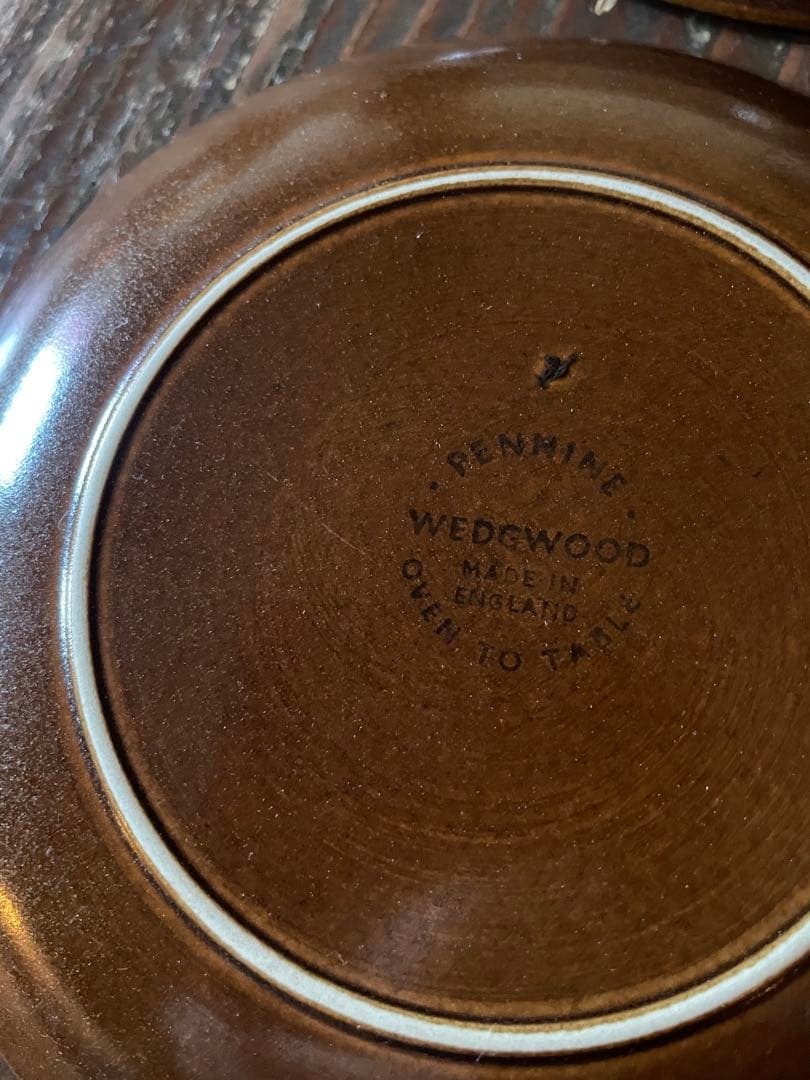 PENNINE
WEDGWOOD
MADE IN
ENGLAND
OVEN TO TABLE